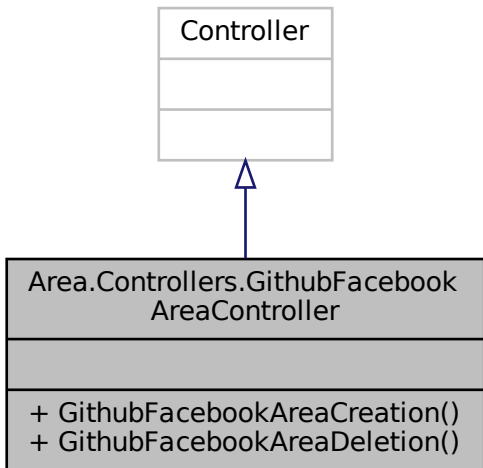 Controller
Area.Controllers.GithubFacebook
AreaController
+ GithubFacebookAreaCreation()
+ GithubFacebookAreaDeletion()